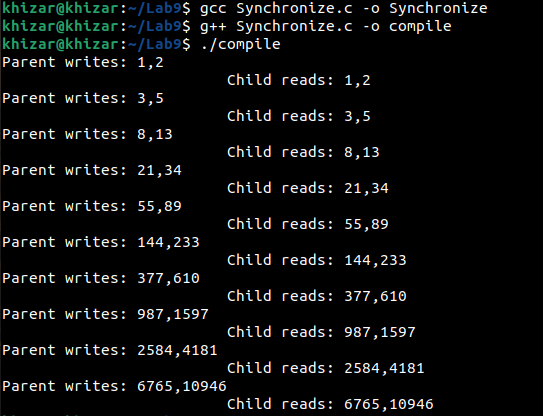 khizar@khizar:~/Lab9$ gcc Synchronize.c -o Synchronize
khizar@khizar:~/Lab9$ g++ Synchronize.c -o compile
khizar@khizar:~/Lab9$ ./compile
Parent writes: 1,2
Child reads: 1,2
Parent writes: 3,5
Child reads: 3,5
Parent writes: 8,13
Child reads: 8,13
Parent writes: 21,34
Child reads: 21,34
Parent writes: 55,89
Child reads: 55,89
Parent writes: 144,233
Child reads: 144,233
Parent writes: 377,610
Child reads: 377,610
Parent writes: 987,1597
Child reads: 987,1597
Parent writes: 2584,4181
Child reads: 2584,4181
Parent writes: 6765,10946
Child reads: 6765,10946